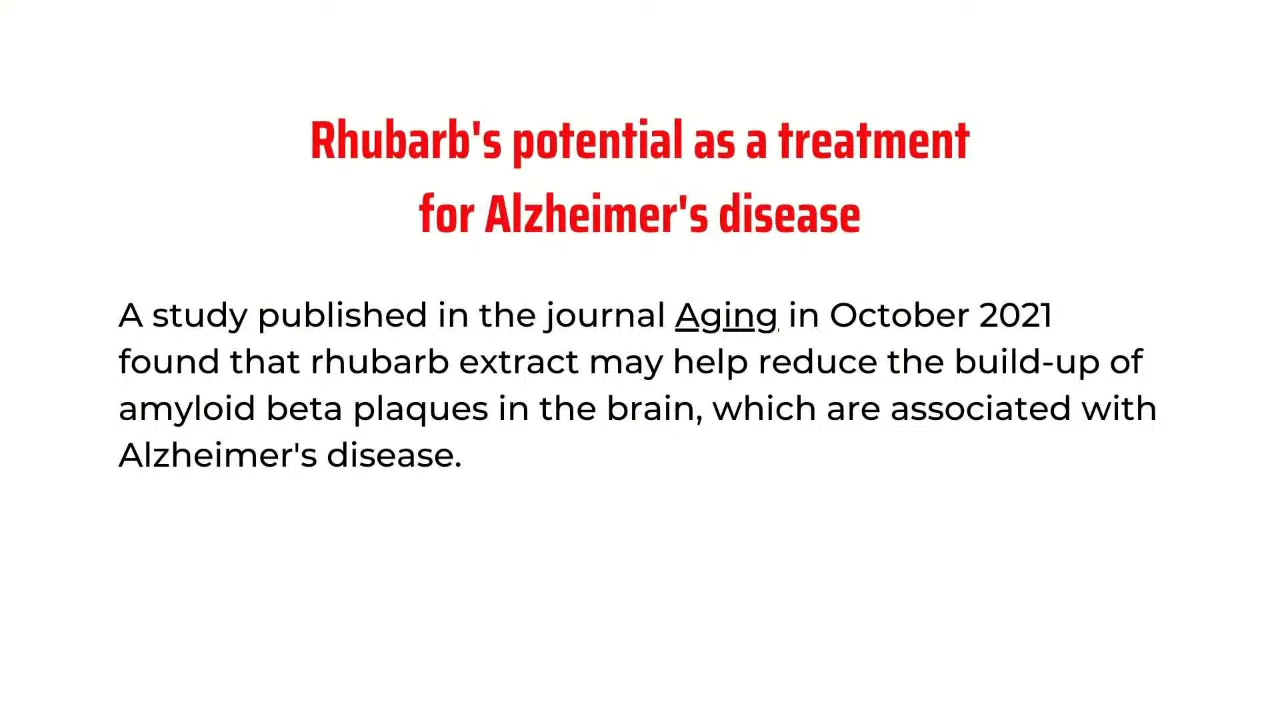 Rhubarb's potential as a treatment
for Alzheimer's disease
A study published in the journal Aging in October 2021
found that rhubarb extract may help reduce the build-up of
amyloid beta plaques in the brain, which are associated with
Alzheimer's disease.